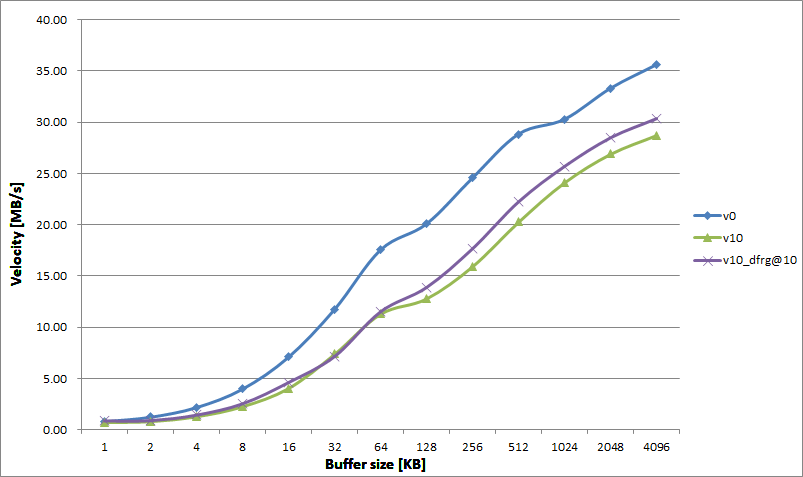 40.00
35.00
30.00
25.00
20.00
15.00
10.00
5.00
0.00
Velocity [MB/s]
1 2 4 8 16 32 64 128 256 512 1024 2048 4096
Buffer size [KB]
v0
v10
v10_dfrg@10